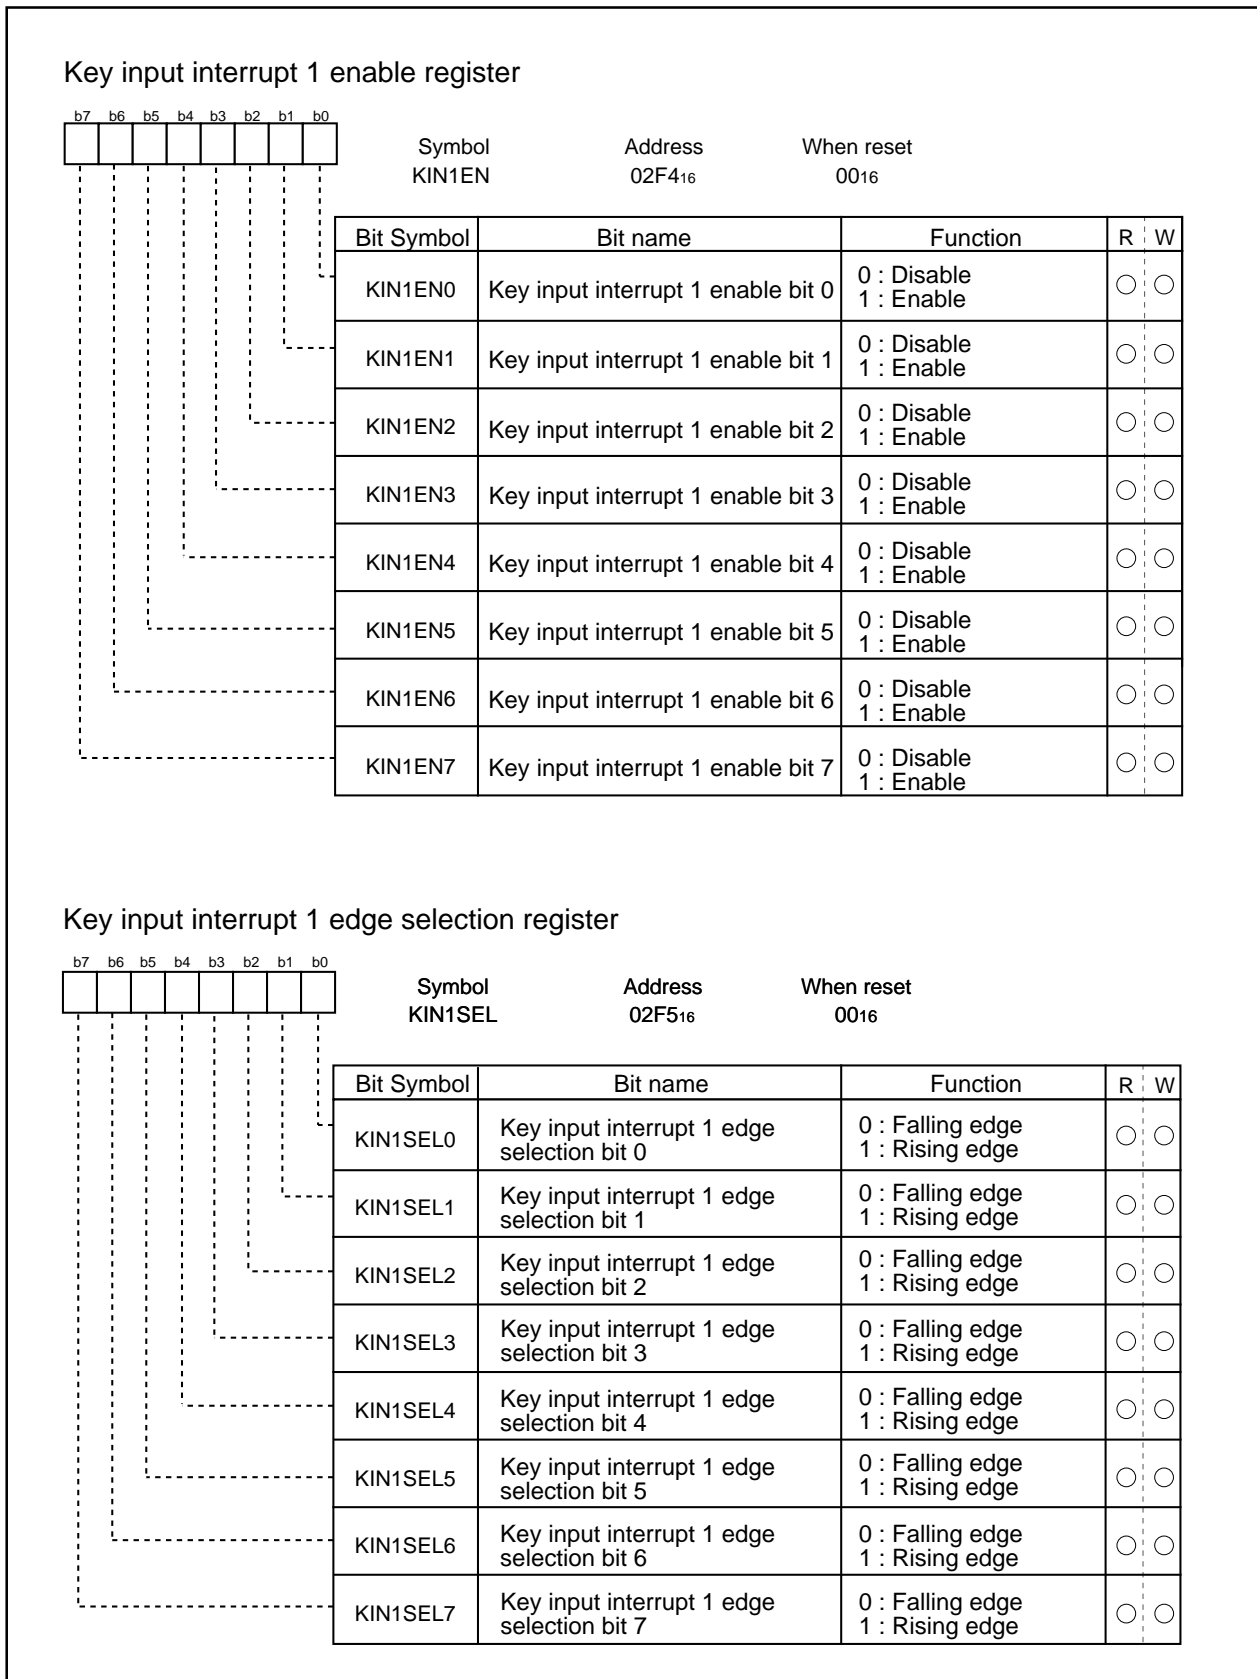 Key input interrupt 1 enable register
b7 b6 b5 b4 b3 b2 b1 b0
Symbol Address When reset
KIN1EN 02F416 0016
Bit Symbol Bit name Function R W
KIN1EN0 Key input interrupt 1 enable bit 0 0 : Disable
1 : Enable
KIN1EN1 Key input interrupt 1 enable bit 1 0 : Disable
1 : Enable
KIN1EN2 Key input interrupt 1 enable bit 2 0 : Disable
1 : Enable
KIN1EN3 Key input interrupt 1 enable bit 3 0 : Disable
1 : Enable
KIN1EN4 Key input interrupt 1 enable bit 4 0 : Disable
1 : Enable
KIN1EN5 Key input interrupt 1 enable bit 5 0 : Disable
1 : Enable
KIN1EN6 Key input interrupt 1 enable bit 6 0 : Disable
1 : Enable
KIN1EN7 Key input interrupt 1 enable bit 7 0 : Disable
1 : Enable
Key input interrupt 1 edge selection register
b7 b6 b5 b4 b3 b2 b1 b0
Symbol Address When reset
KIN1SEL 02F516 0016
Bit Symbol Bit name Function R W
KIN1SEL0 Key input interrupt 1 edge 0 : Falling edge
selection bit 0 1 : Rising edge
KIN1SEL1 Key input interrupt 1 edge 0 : Falling edge
selection bit 1 1 : Rising edge
KIN1SEL2 Key input interrupt 1 edge 0 : Falling edge
selection bit 2 1 : Rising edge
KIN1SEL3 Key input interrupt 1 edge 0 : Falling edge
selection bit 3 1 : Rising edge
KIN1SEL4 Key input interrupt 1 edge 0 : Falling edge
selection bit 4 1 : Rising edge
KIN1SEL5 Key input interrupt 1 edge 0 : Falling edge
selection bit 5 1 : Rising edge
KIN1SEL6 Key input interrupt 1 edge 0 : Falling edge
selection bit 6 1 : Rising edge
KIN1SEL7 Key input interrupt 1 edge 0 : Falling edge
selection bit 7 1 : Rising edge